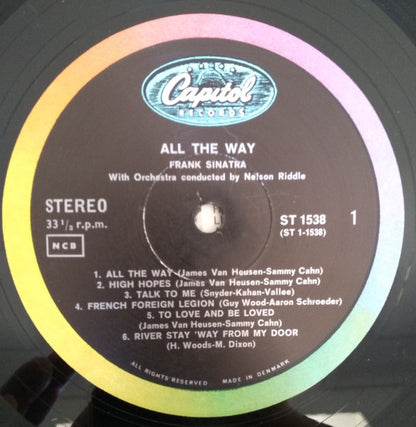 Capitol
RECORDS
ALL THE WAY
FRANK SINATRA
With Orchestra conducted by Nelson Riddle
STEREO
33 1/3 r.p.m.
NCB
ST 1538
(ST 1-1538)
1
1. ALL THE WAY (James Van Heusen-Sammy Cahn)
2. HIGH HOPES (James Van Heusen-Sammy Cahn)
3. TALK TO ME (Snyder-Kahan-Vallee)
4. FRENCH FOREIGN LEGION (Guy Wood-Aaron Schroeder)
5. TO LOVE AND BE LOVED
(James Van Heusen-Sammy Cahn)
6. RIVER STAY 'WAY FROM MY DOOR
(H. Woods-M. Dixon)
ALL RIGHTS RESERVED
MADE IN DENMARK